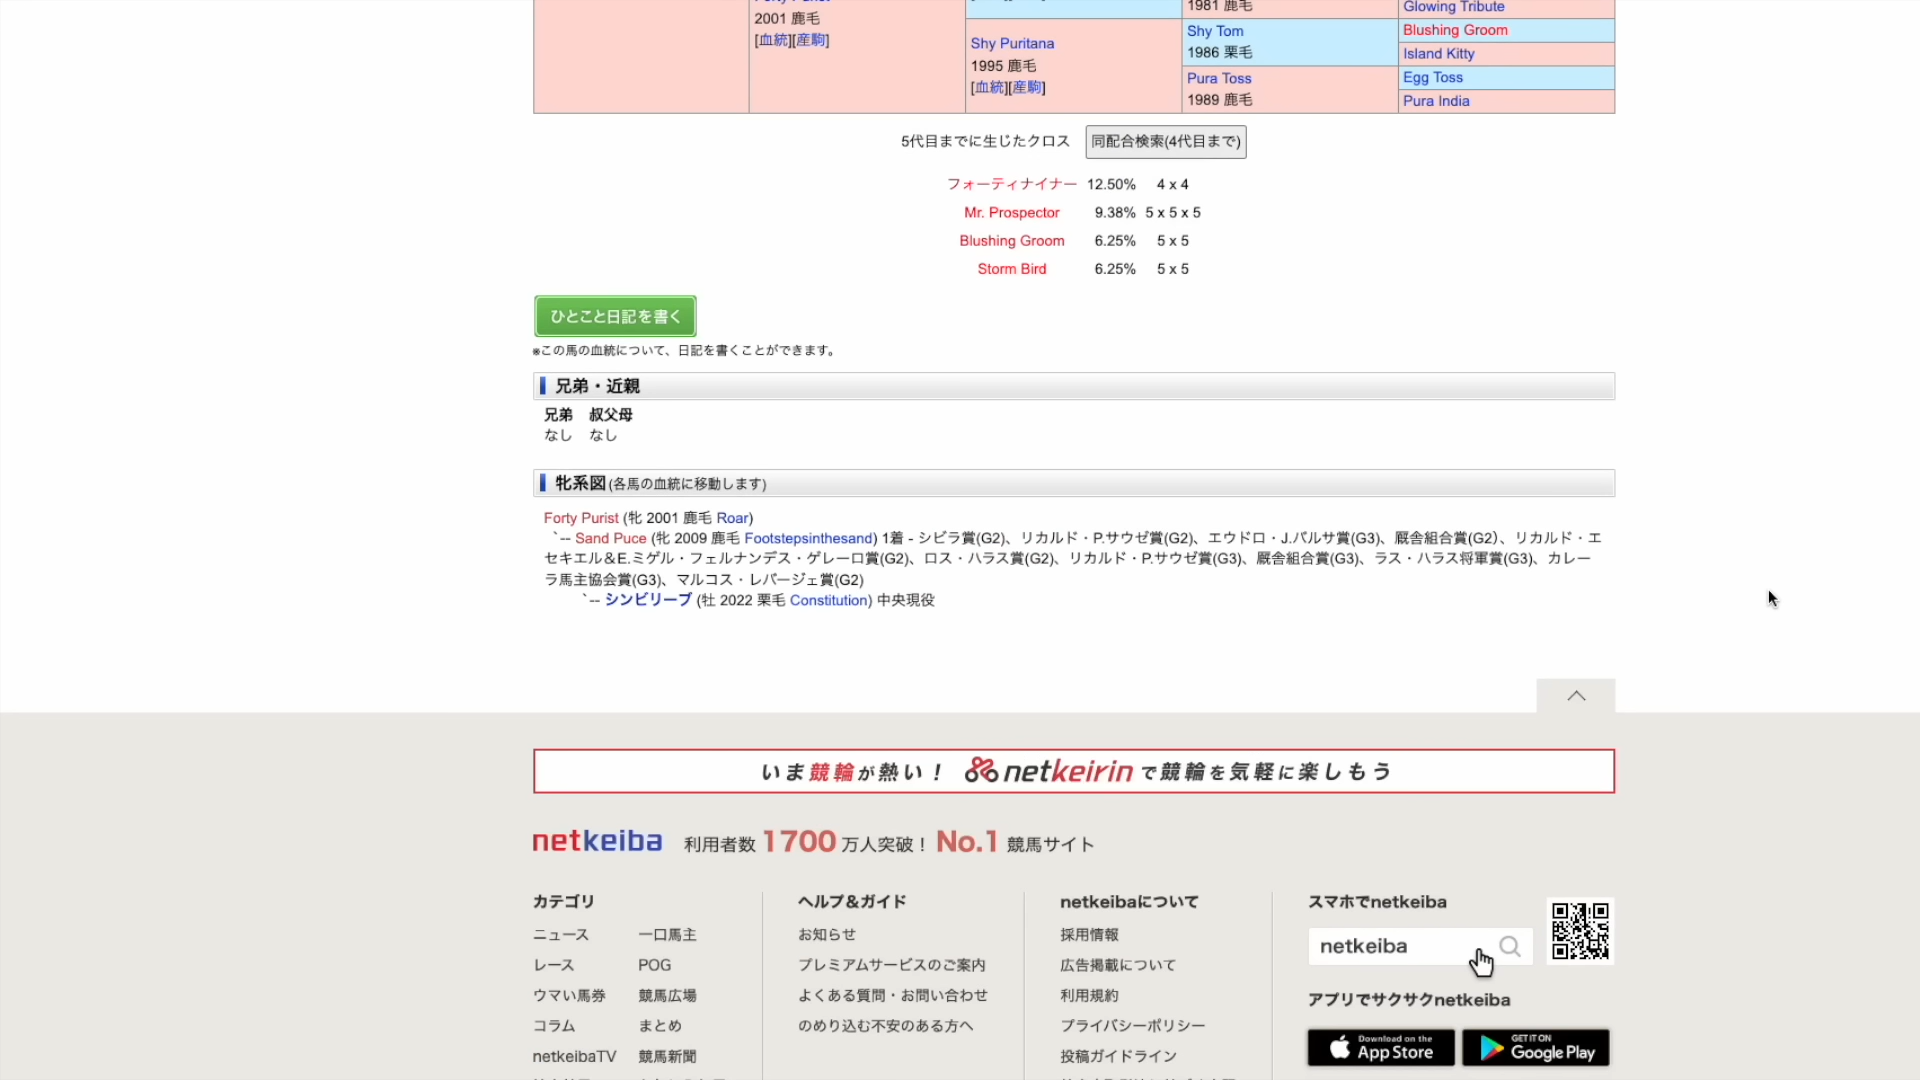 2001 鹿毛
[血統][産駒]
Shy Puritana
1995 鹿毛
[血統][産駒]
1981 鹿毛
Shy Tom
1986 栗毛
Pura Toss
1989 鹿毛
Glowing Tribute
Blushing Groom
Island Kitty
Egg Toss
Pura India
5代目までに生じたクロス 同配合検索(4代目まで)
フォーティナイナー 12.50% 4 x 4
Mr. Prospector 9.38% 5 x 5 x 5
Blushing Groom 6.25% 5 x 5
Storm Bird 6.25% 5 x 5
ひとこと日記を書く
※この馬の血統について、日記を書くことができます。
兄弟・近親
兄弟 叔父母
なし なし
牝系図(各馬の血統に移動します)
Forty Purist (牝 2001 鹿毛 Roar)
`-- Sand Puce (牝 2009 鹿毛 Footstepsinthesand) 1着 - シビラ賞(G2)、リカルド・P.サウゼ賞(G2)、エウドロ・J.バルサ賞(G3)、厩舎組合賞(G2)、リカルド・エ
セキエル&E.ミゲル・フェルナンデス・ゲレーロ賞(G2)、ロス・ハラス賞(G2)、リカルド・P.サウゼ賞(G3)、厩舎組合賞(G3)、ラス・ハラス将軍賞(G3)、カレー
ラ馬主協会賞(G3)、マルコス・レバージェ賞(G2)
`-- シンビリーブ (牡 2022 栗毛 Constitution) 中央現役
いま競輪が熱い! netkeirinで競輪を気軽に楽しもう
netkeiba 利用者数 1700 万人突破! No.1 競馬サイト
カテゴリ
ニュース 一口馬主
レース POG
ウマい馬券 競馬広場
コラム まとめ
netkeibaTV 競馬新聞
ヘルプ&ガイド
お知らせ
プレミアムサービスのご案内
よくある質問・お問い合わせ
のめり込む不安のある方へ
netkeibaについて
採用情報
広告掲載について
利用規約
プライバシーポリシー
投稿ガイドライン
スマホでnetkeiba
netkeiba
アプリでサクサクnetkeiba
Download on the
App Store
GET IT ON
Google Play